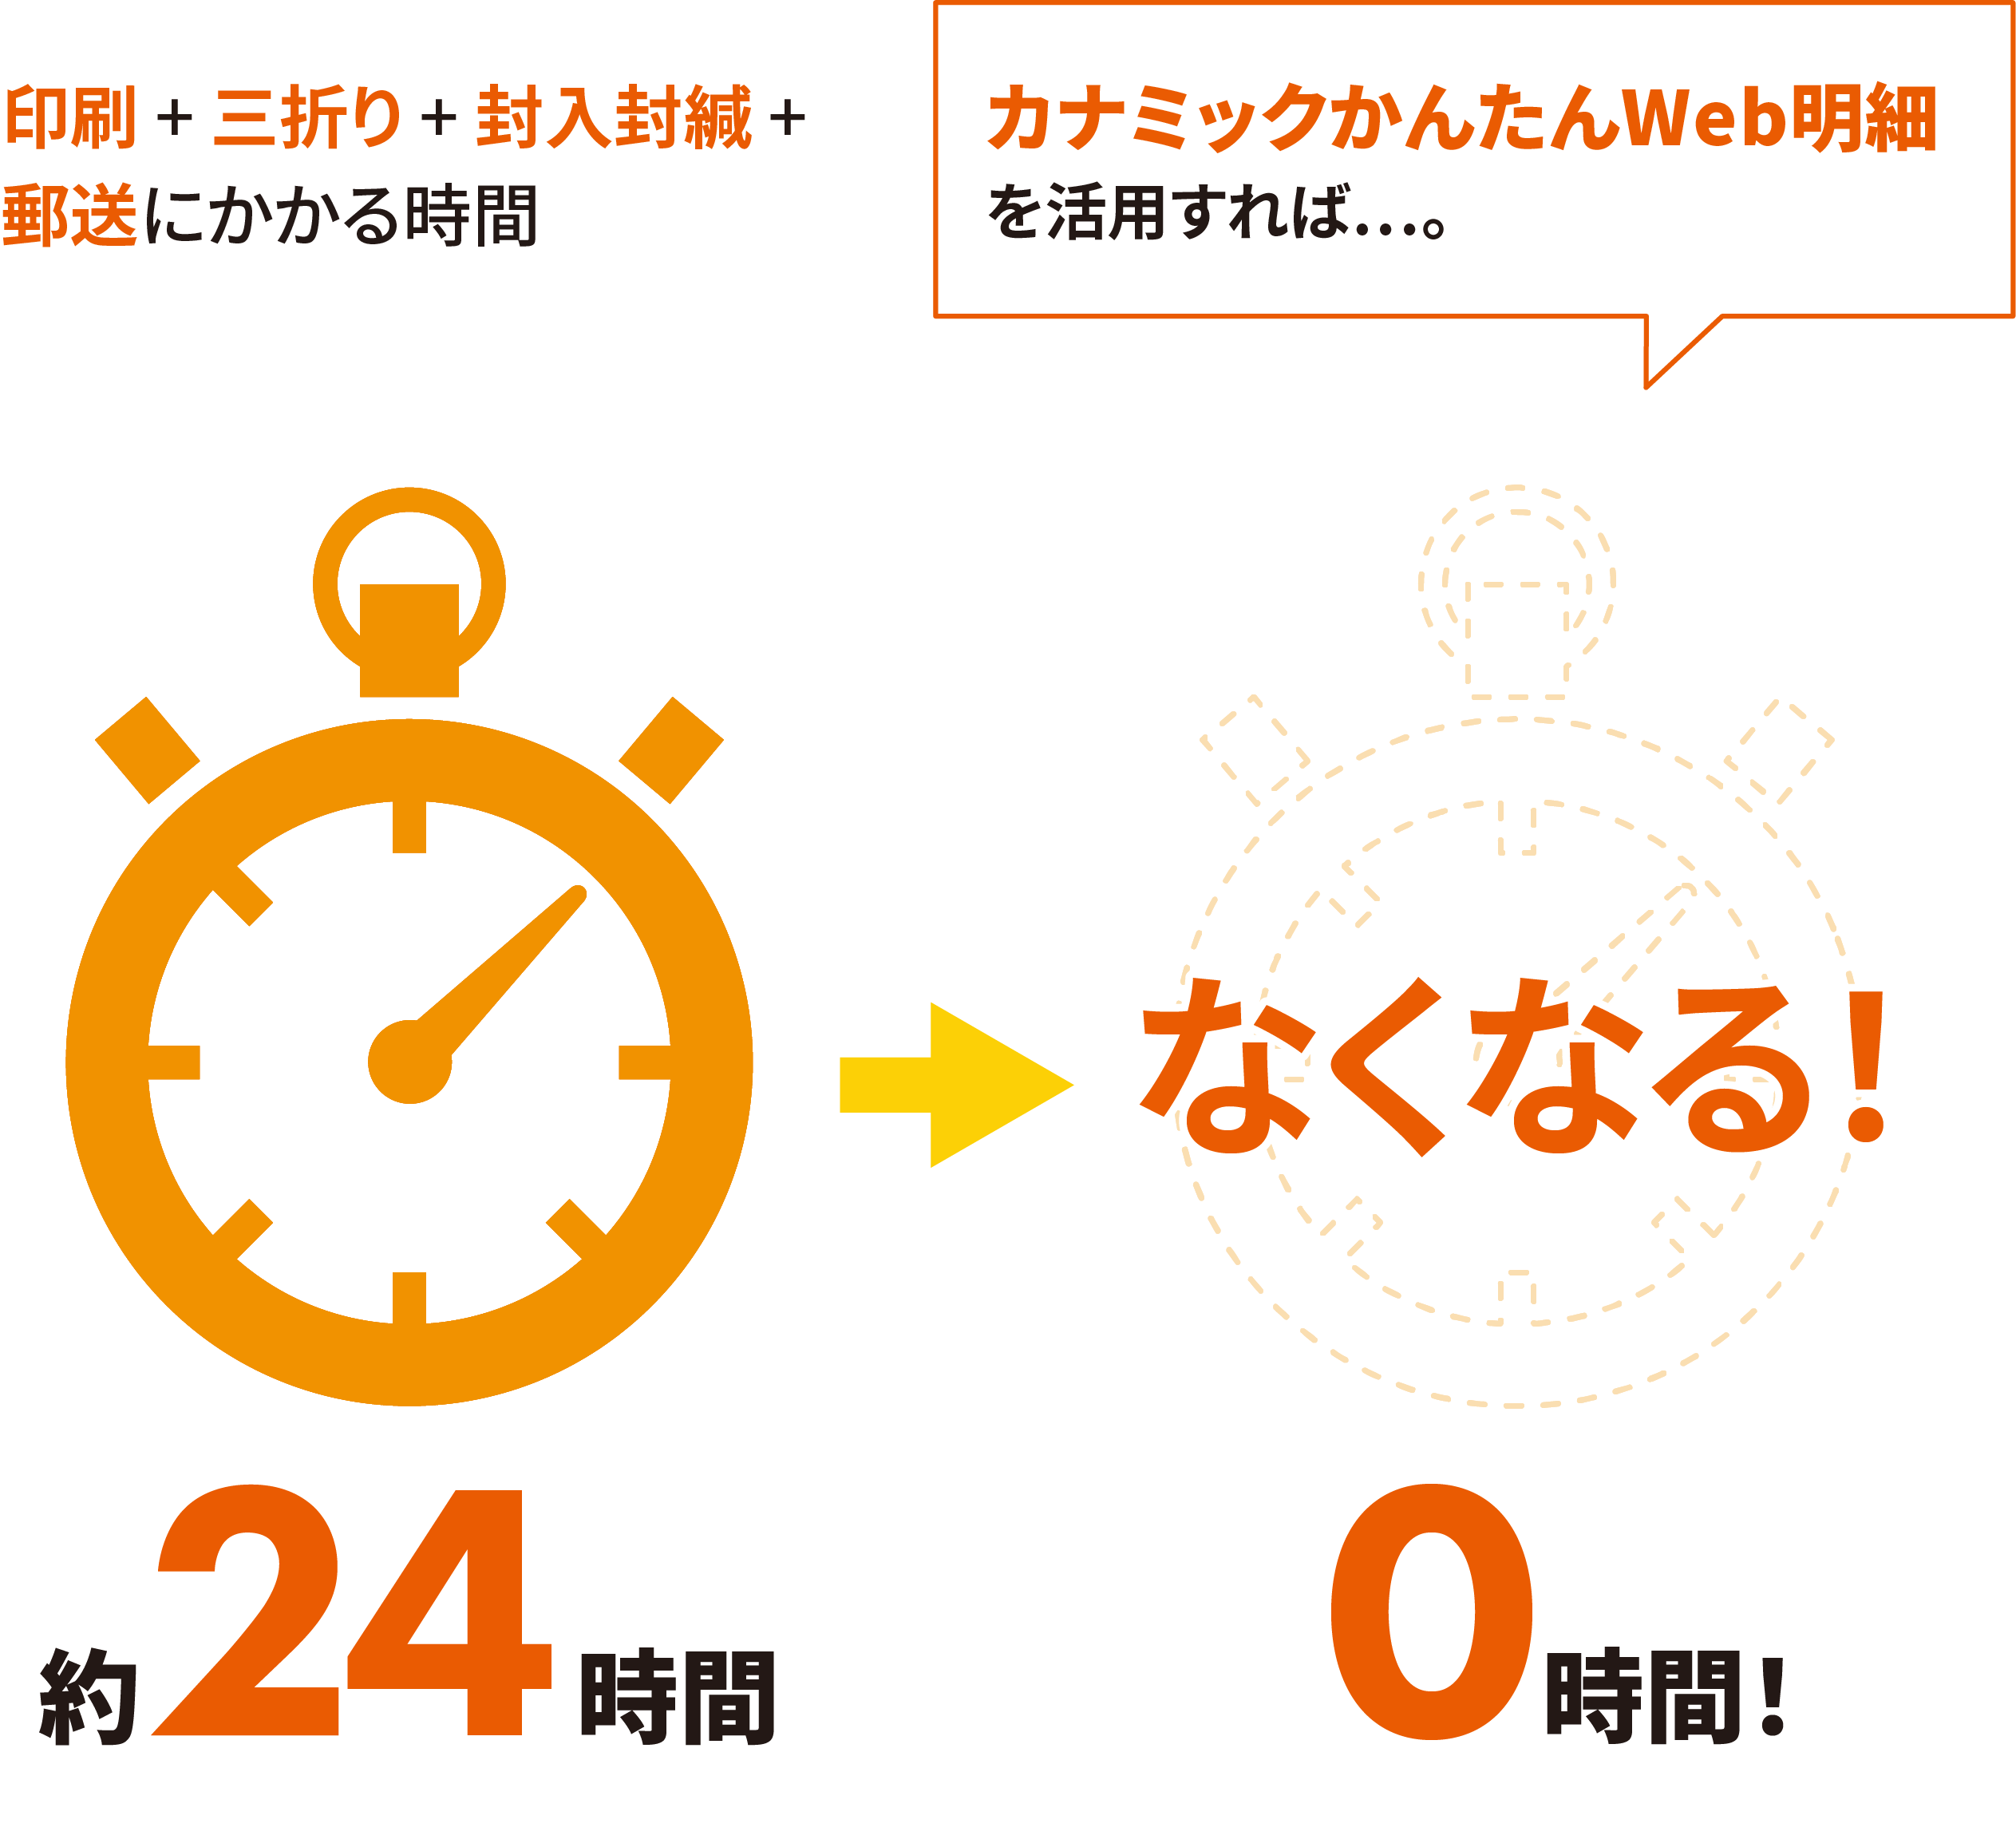 印刷 + 三折り + 封入封緘 +
郵送にかかる時間
カナミックかんたんWeb明細
を活用すれば…。
なくなる！
約24時間
0時間！